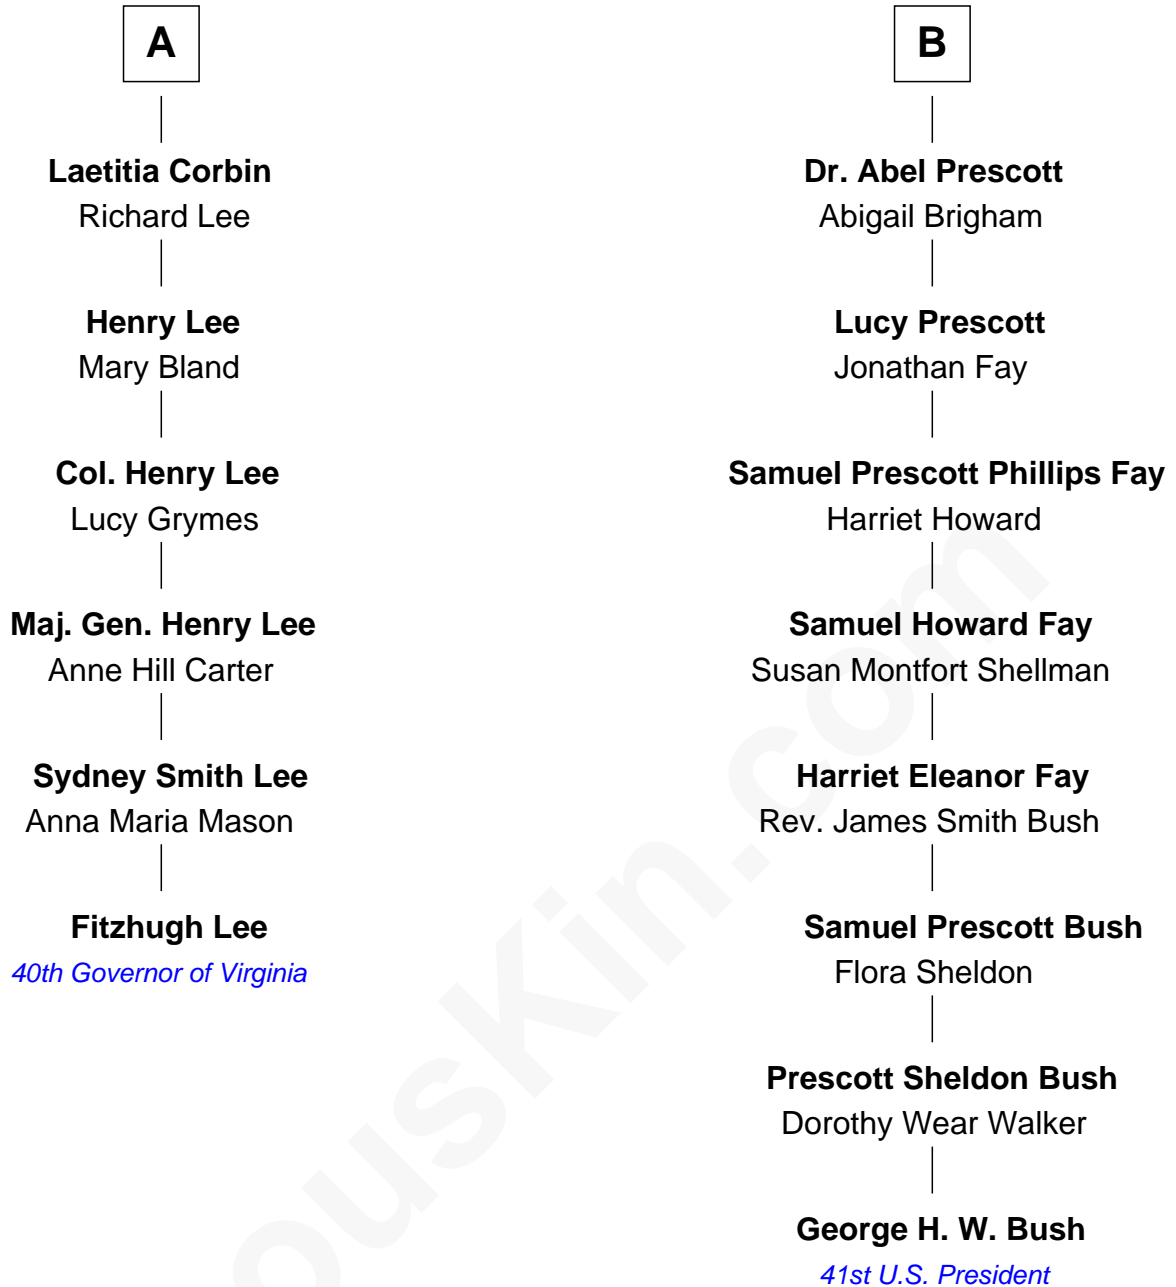 A
Laetitia Corbin
Richard Lee
Henry Lee
Mary Bland
Col. Henry Lee
Lucy Grymes
Maj. Gen. Henry Lee
Anne Hill Carter
Sydney Smith Lee
Anna Maria Mason
Fitzhugh Lee
40th Governor of Virginia
B
Dr. Abel Prescott
Abigail Brigham
Lucy Prescott
Jonathan Fay
Samuel Prescott Phillips Fay
Harriet Howard
Samuel Howard Fay
Susan Montfort Shellman
Harriet Eleanor Fay
Rev. James Smith Bush
Samuel Prescott Bush
Flora Sheldon
Prescott Sheldon Bush
Dorothy Wear Walker
George H. W. Bush
41st U.S. President
ousKin.com